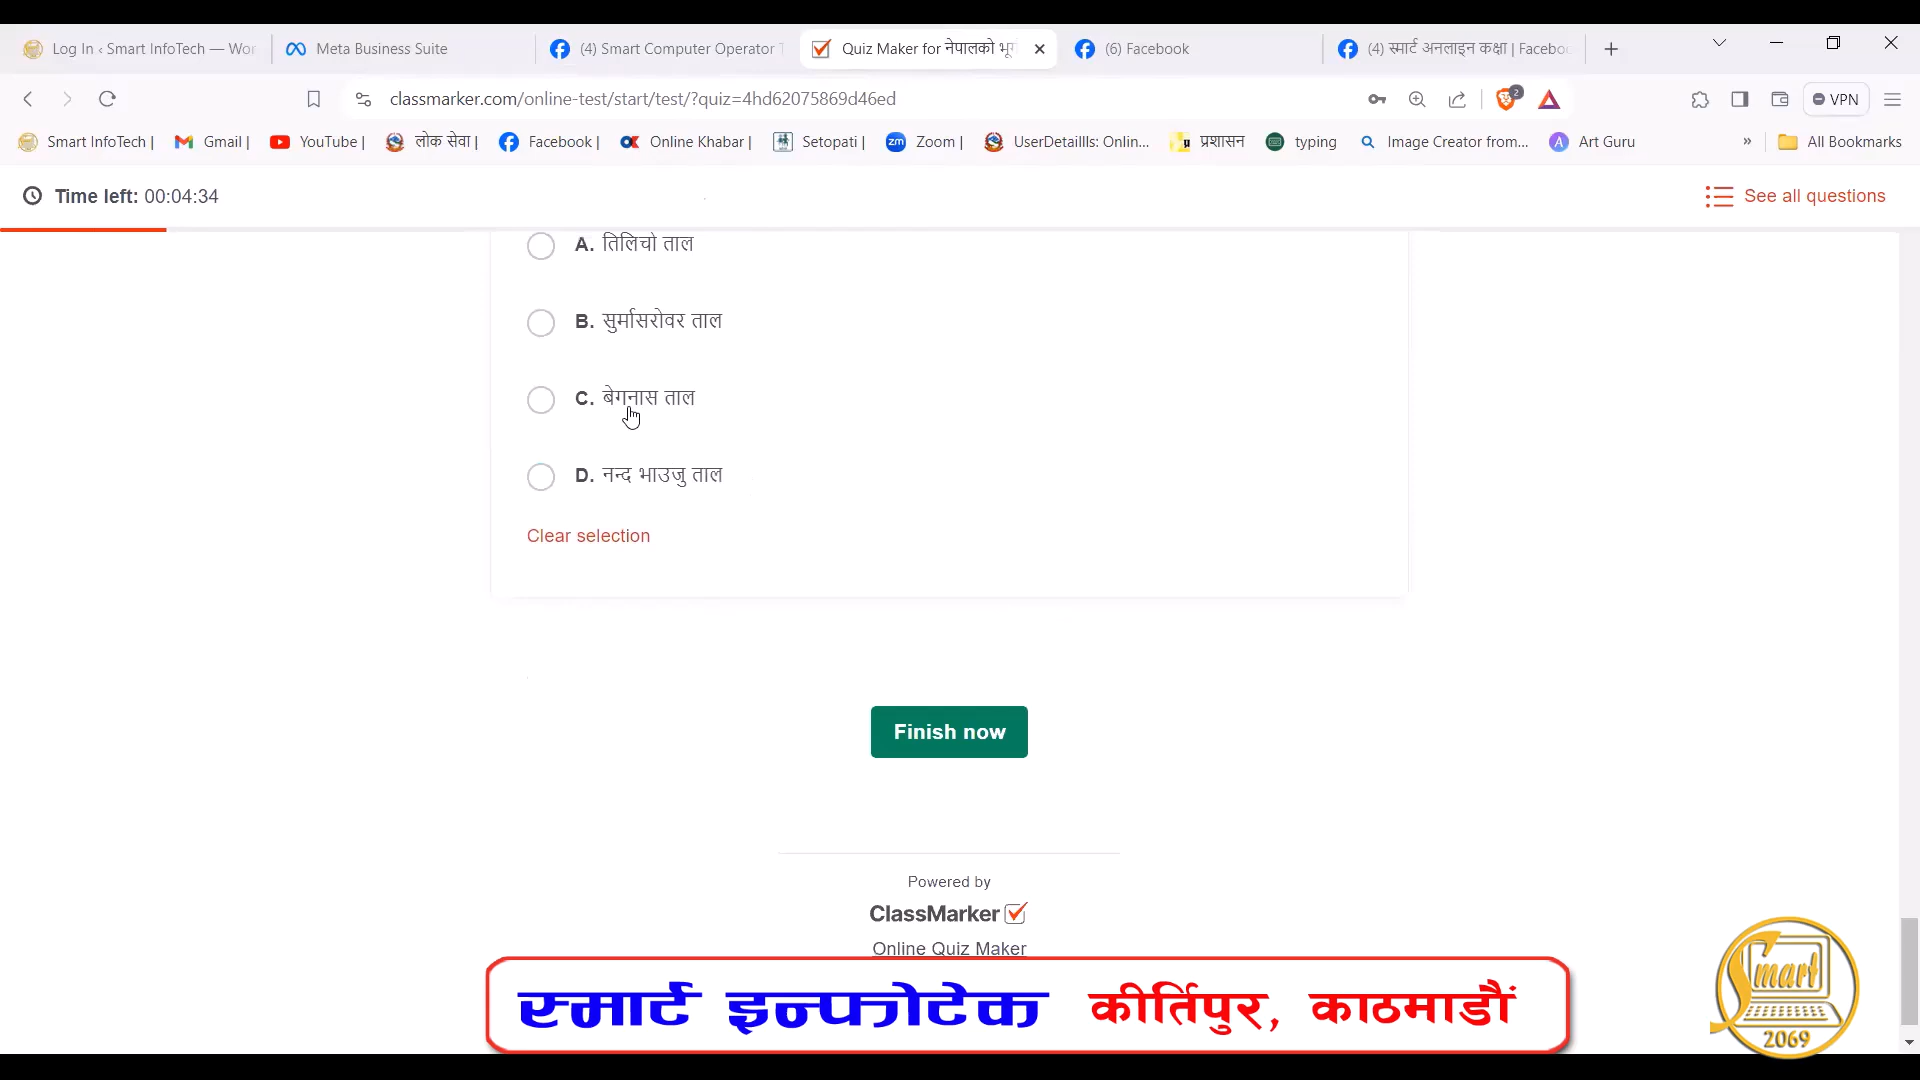 Log In ‹ Smart InfoTech — Wor
Meta Business Suite
(4) Smart Computer Operator T
Quiz Maker for नेपालको भूग
(6) Facebook
(4) स्मार्ट अनलाइन कक्षा | Faceboo
classmarker.com/online-test/start/test/?quiz=4hd62075869d46ed
2
VPN
Smart InfoTech |
Gmail |
YouTube |
लोक सेवा |
Facebook |
Online Khabar |
Setopati |
zm
Zoom |
UserDetaillls: Onlin...
प्रशासन
typing
Image Creator from...
A
Art Guru
»
All Bookmarks
Time left: 00:04:34
See all questions
A. तिलिचो ताल
B. सुर्मासरोवर ताल
C. बेगनास ताल
D. नन्द भाउजु ताल
Clear selection
Finish now
Powered by
ClassMarker
Online Quiz Maker
स्मार्ट इन्फोटेक कीर्तिपुर, काठमाडौं
Smart
2069